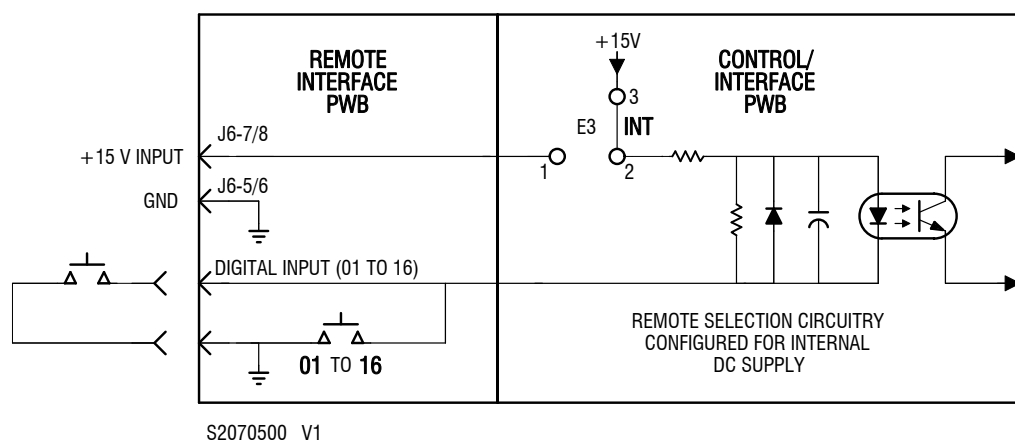 REMOTE
INTERFACE
PWB
+15V
CONTROL/
INTERFACE
PWB
3
E3 INT
J6-7/8
+15 V INPUT
1
2
J6-5/6
GND
DIGITAL INPUT (01 TO 16)
01 TO 16
REMOTE SELECTION CIRCUITRY
CONFIGURED FOR INTERNAL
DC SUPPLY
S2070500 V1